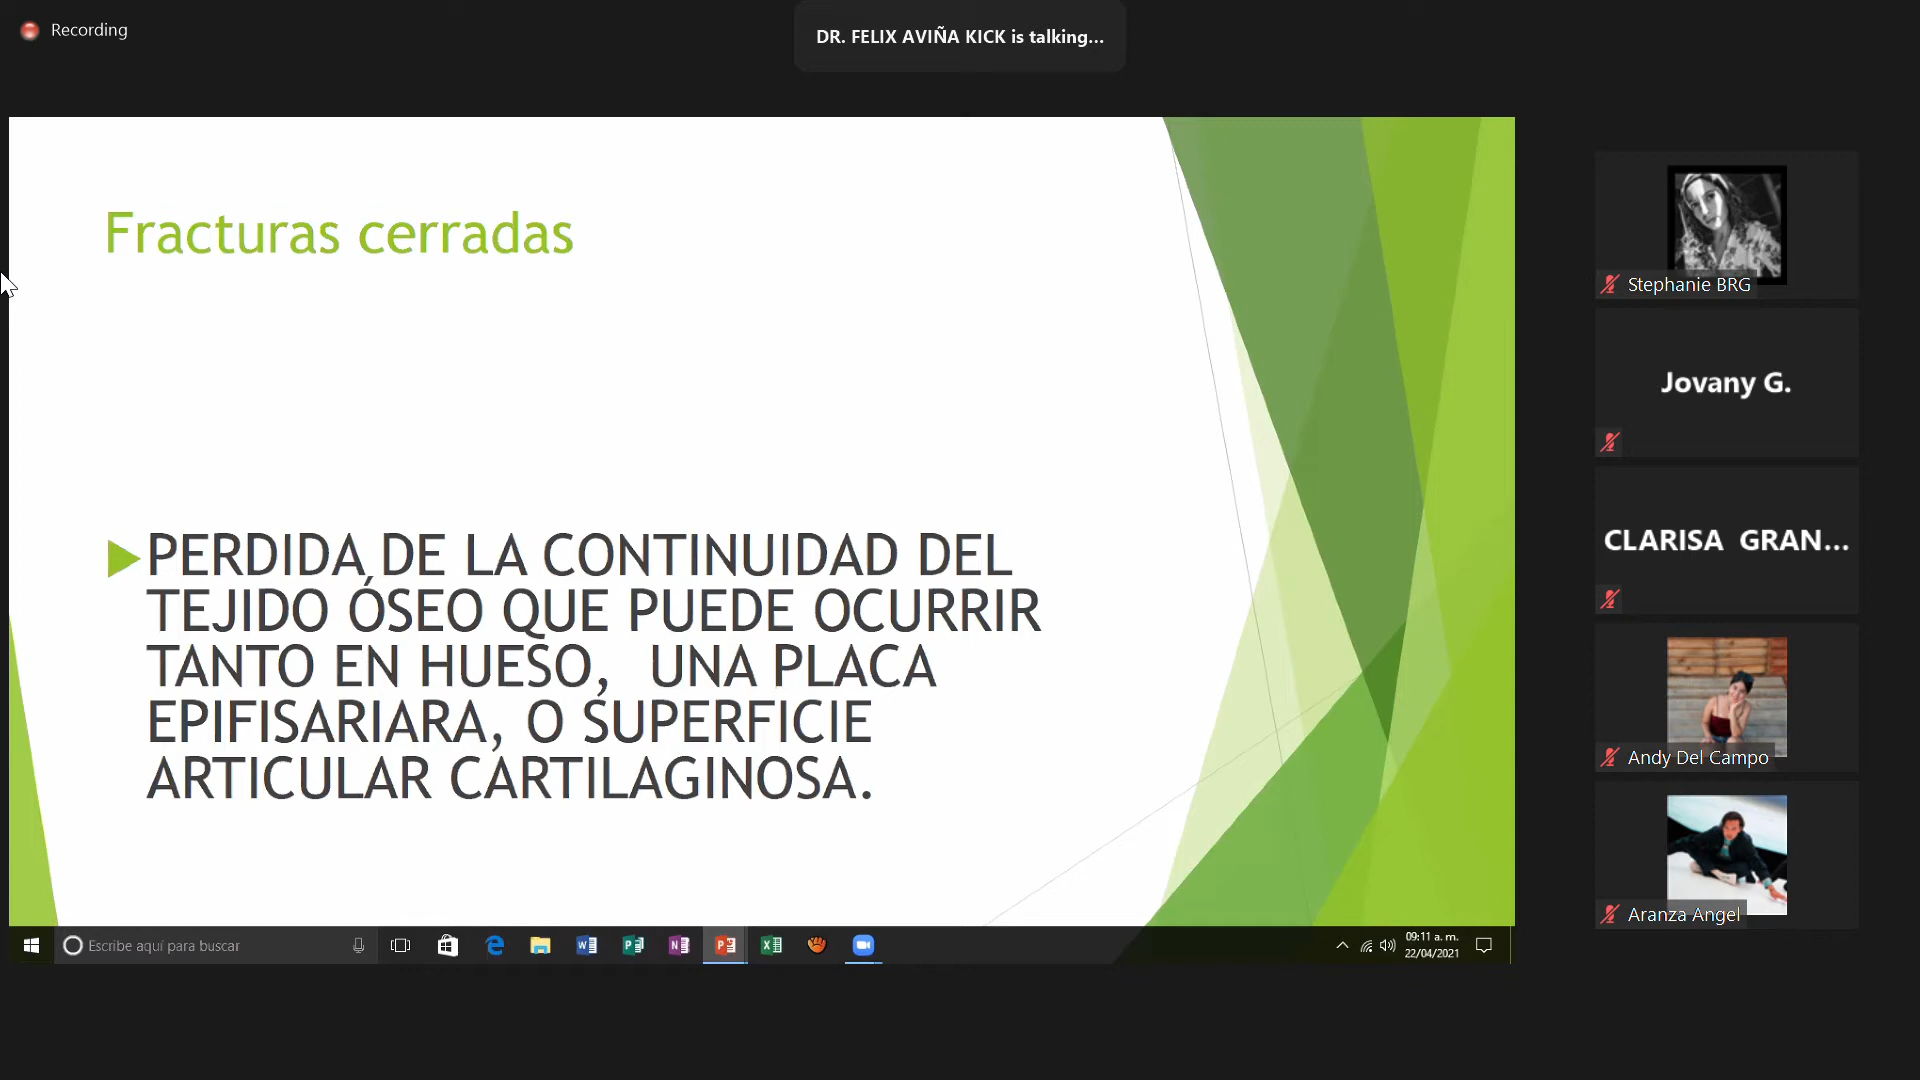 Recording
DR. FELIX AVIÑA KICK is talking...
Fracturas cerradas
PERDIDA DE LA CONTINUIDAD DEL
TEJIDO ÓSEO QUE PUEDE OCURRIR
TANTO EN HUESO, UNA PLACA
EPIFISARIARA, O SUPERFICIE
ARTICULAR CARTILAGINOSA.
Stephanie BRG
Jovany G.
CLARISA GRAN...
Andy Del Campo
Aranza Angel
Escribe aquí para buscar
09:11 a. m.
22/04/2021